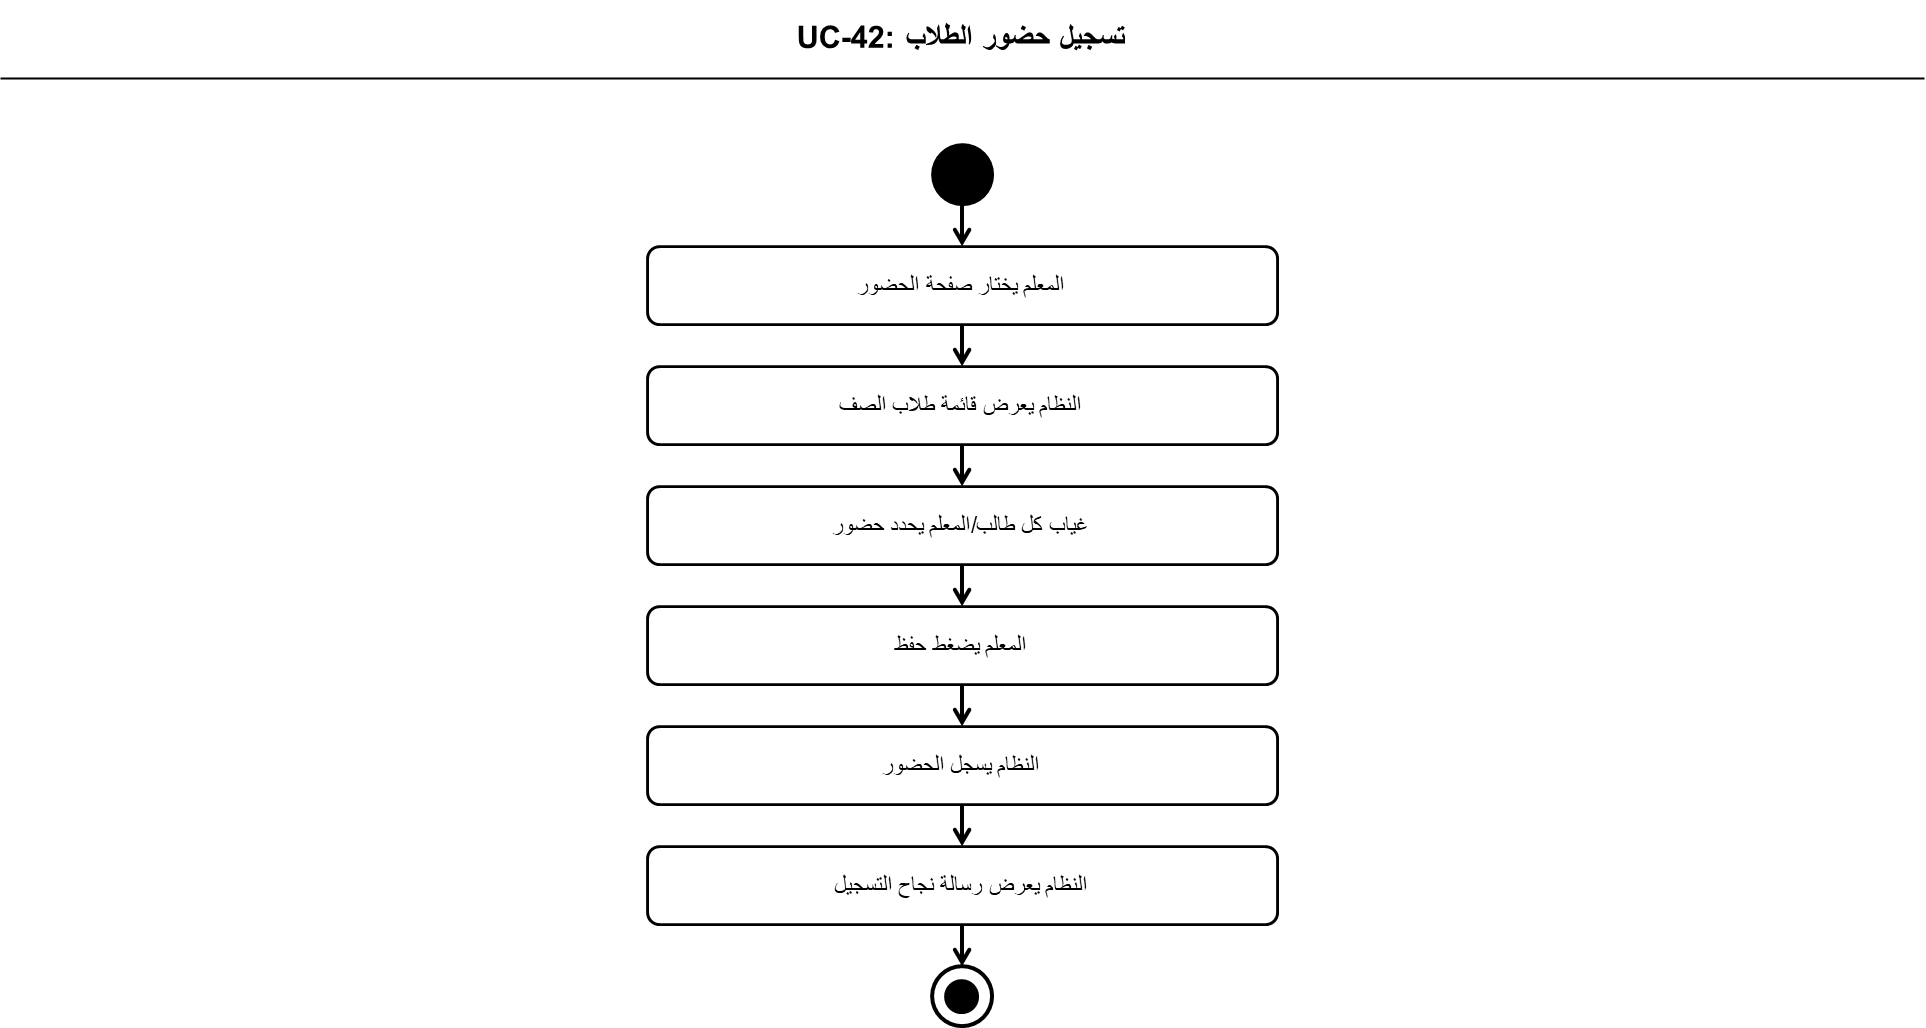 UC-42: تسجيل حضور الطلاب
المعلم يختار صفحة الحضور
النظام يعرض قائمة طلاب الصف
المعلم يحدد حضور/غياب كل طالب
المعلم يضغط حفظ
النظام يسجل الحضور
النظام يعرض رسالة نجاح التسجيل